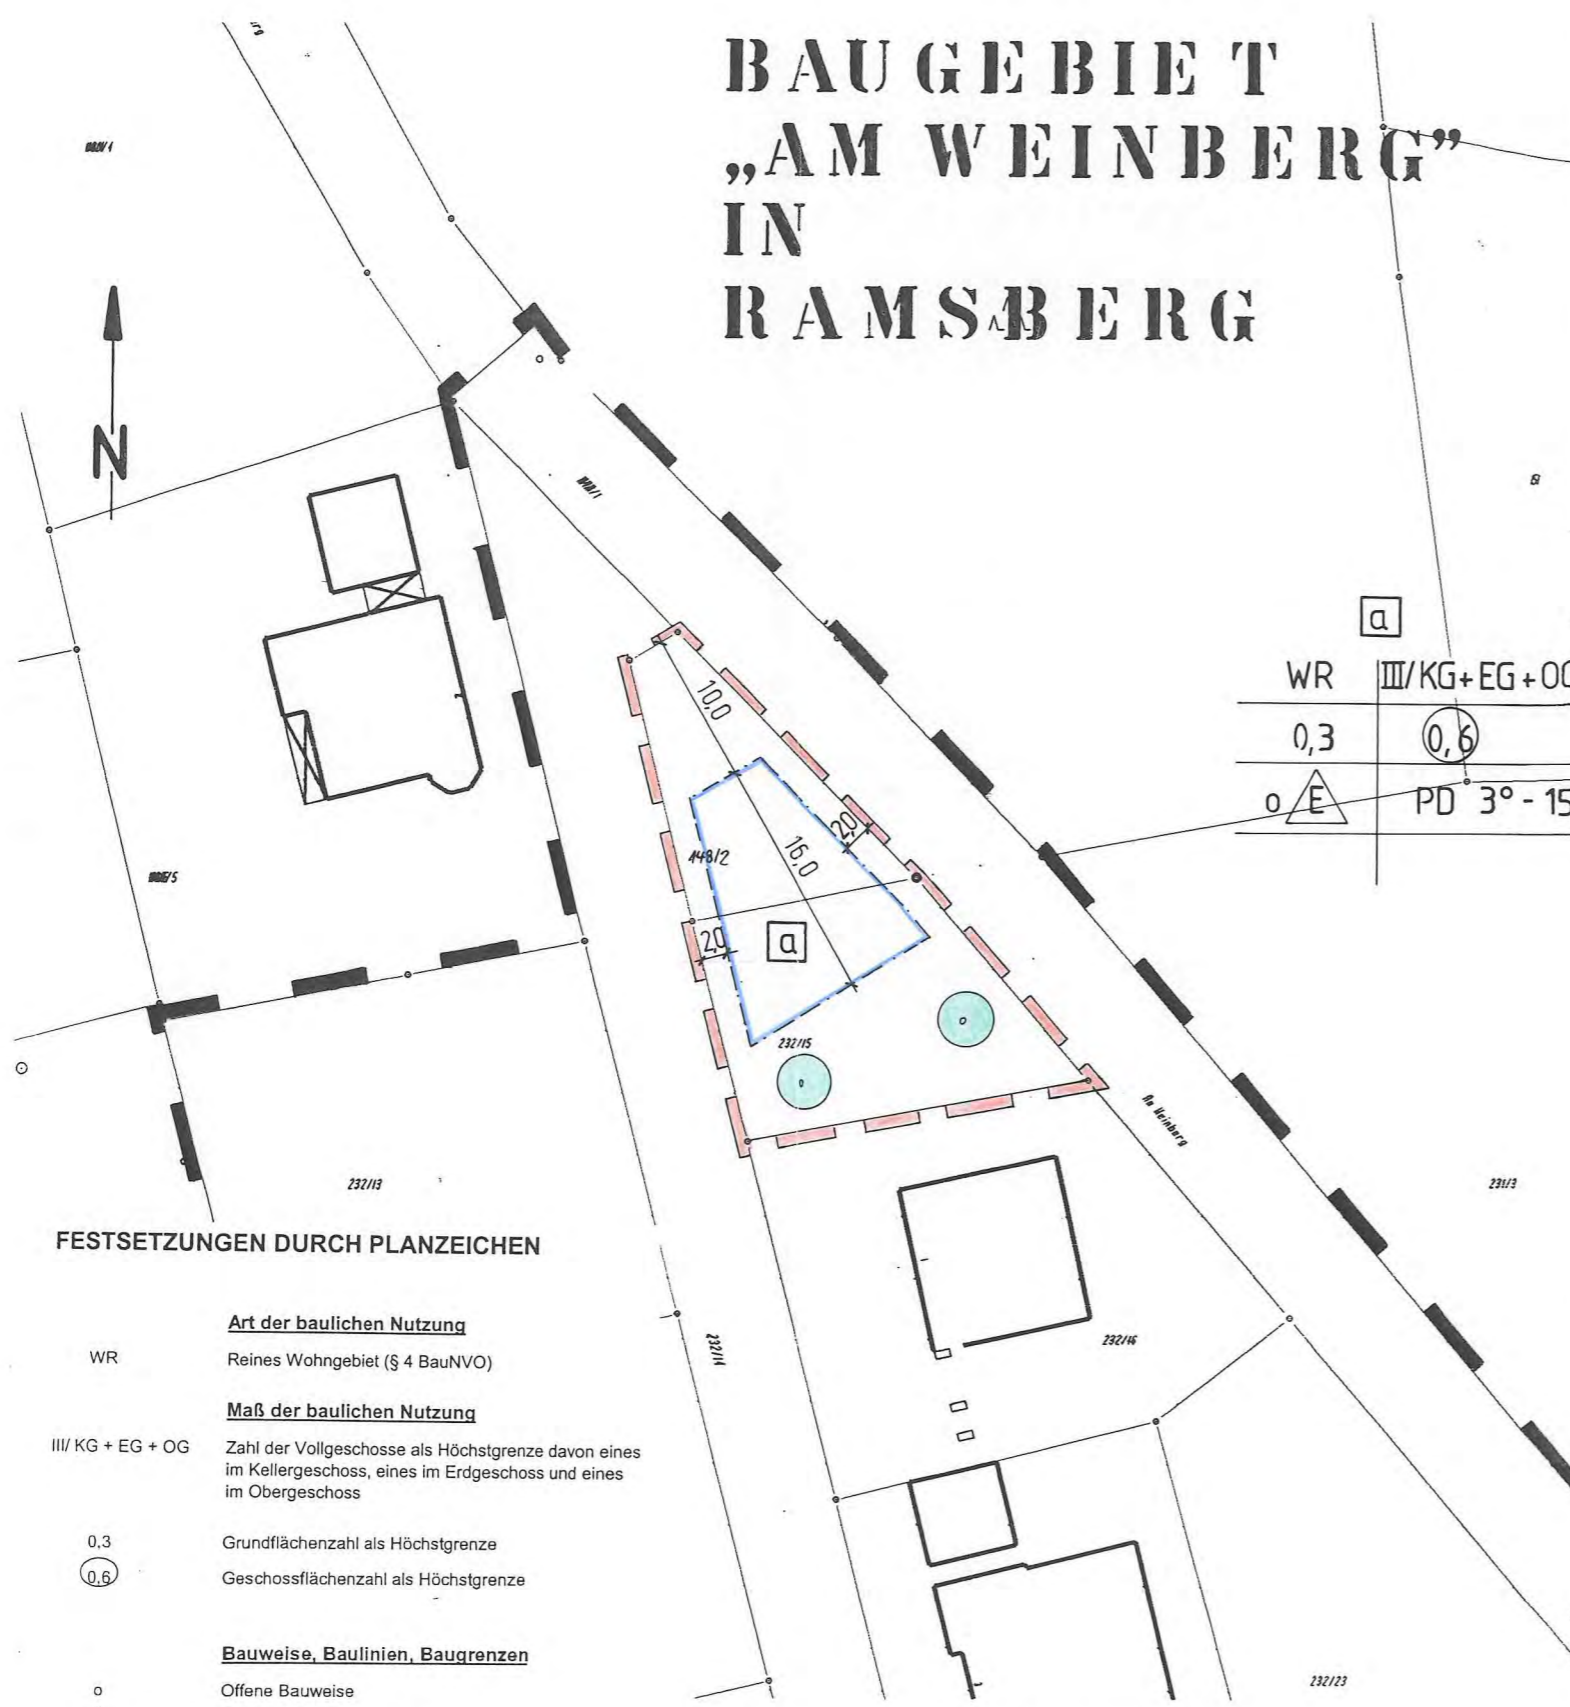 BAUGEBIET
„AM WEINBERG”
IN
RAMSBERG
N
10,0
16,0
2,0
2,0
448/2
a
232/15
a
WR III/KG+EG+OG
0,3 0,6
o E PD 3° - 15
Am Weinberg
231/3
232/13
232/14
232/16
232/23
FESTSETZUNGEN DURCH PLANZEICHEN
Art der baulichen Nutzung
WR Reines Wohngebiet (§ 4 BauNVO)
Maß der baulichen Nutzung
III/ KG + EG + OG Zahl der Vollgeschosse als Höchstgrenze davon eines
im Kellergeschoss, eines im Erdgeschoss und eines
im Obergeschoss
0,3 Grundflächenzahl als Höchstgrenze
0,6 Geschossflächenzahl als Höchstgrenze
Bauweise, Baulinien, Baugrenzen
o Offene Bauweise